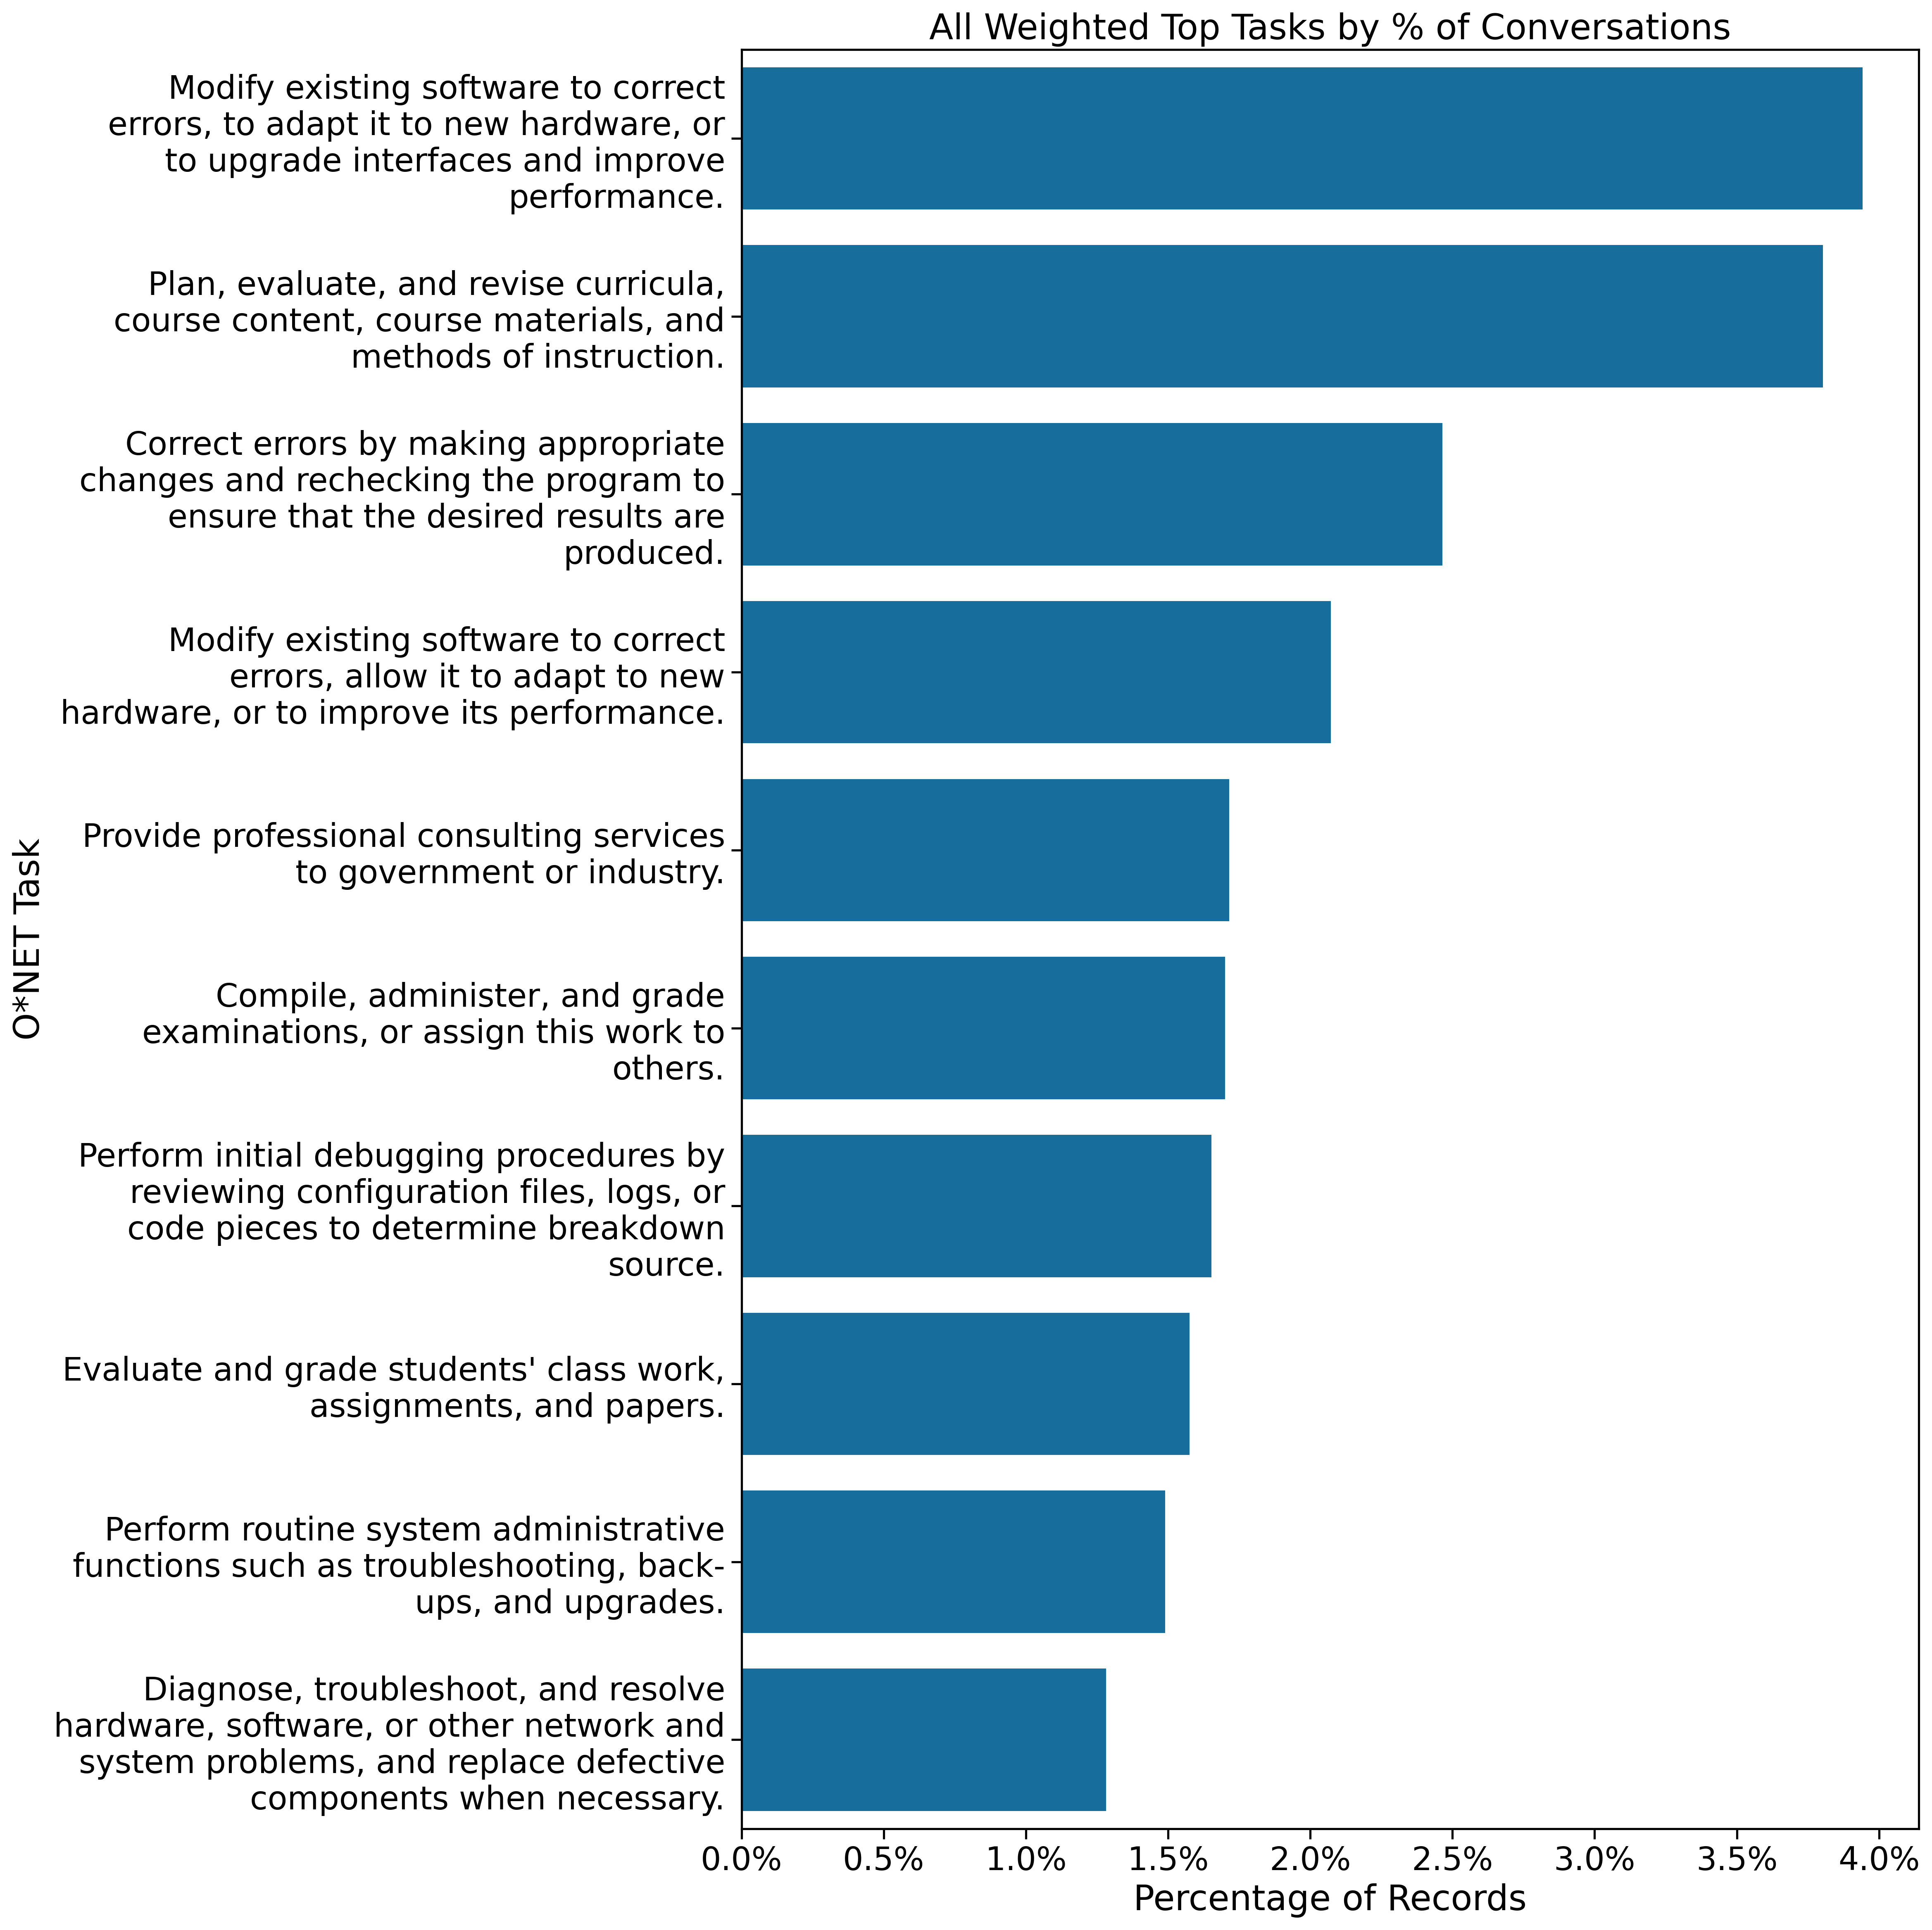 All Weighted Top Tasks by % of Conversations
Modify existing software to correct
errors, to adapt it to new hardware, or
to upgrade interfaces and improve
performance.
Plan, evaluate, and revise curricula,
course content, course materials, and
methods of instruction.
Correct errors by making appropriate
changes and rechecking the program to
ensure that the desired results are
produced.
Modify existing software to correct
errors, allow it to adapt to new
hardware, or to improve its performance.
Provide professional consulting services
to government or industry.
Compile, administer, and grade
examinations, or assign this work to
others.
Perform initial debugging procedures by
reviewing configuration files, logs, or
code pieces to determine breakdown
source.
Evaluate and grade students' class work,
assignments, and papers.
Perform routine system administrative
functions such as troubleshooting, back-
ups, and upgrades.
Diagnose, troubleshoot, and resolve
hardware, software, or other network and
system problems, and replace defective
components when necessary.
O*NET Task
0.0% 0.5% 1.0% 1.5% 2.0% 2.5% 3.0% 3.5% 4.0%
Percentage of Records